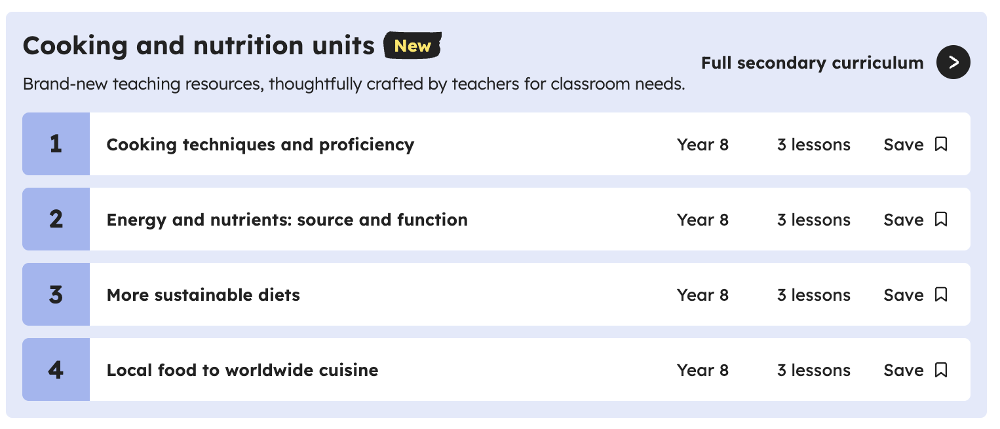 Cooking and nutrition units New
Brand-new teaching resources, thoughtfully crafted by teachers for classroom needs.
Full secondary curriculum
1 Cooking techniques and proficiency Year 8 3 lessons Save
2 Energy and nutrients: source and function Year 8 3 lessons Save
3 More sustainable diets Year 8 3 lessons Save
4 Local food to worldwide cuisine Year 8 3 lessons Save